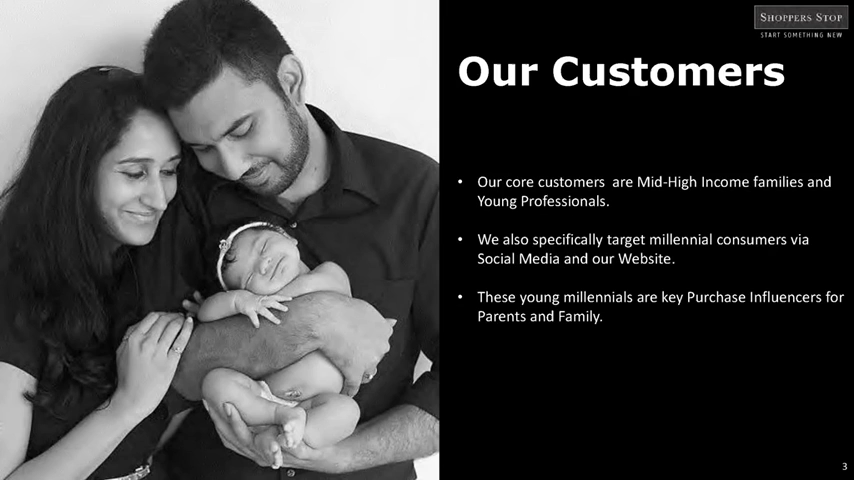 SHOPPERS STOP
START SOMETHING NEW
Our Customers
• Our core customers  are Mid-High Income families and
Young Professionals.
• We also specifically target millennial consumers via
Social Media and our Website.
• These young millennials are key Purchase Influencers for
Parents and Family.
3